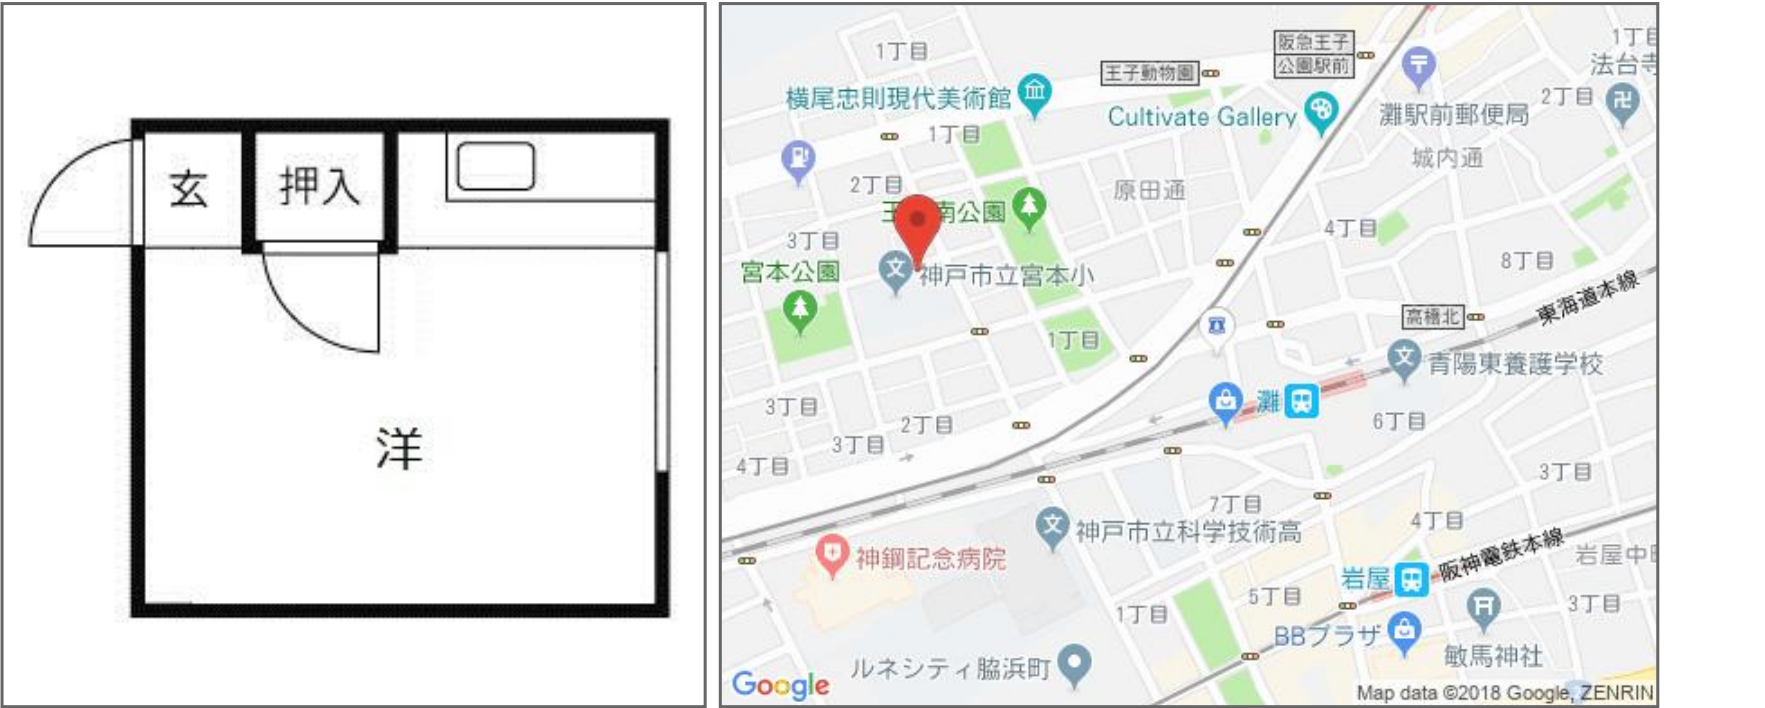 玄
押入
洋
1丁目
阪急王子
公園駅前
1丁目
法台寺
王子動物園
横尾忠則現代美術館
Cultivate Gallery
灘駅前郵便局
2丁目
1丁目
城内通
2丁目
原田通
南公園
4丁目
3丁目
宮本公園
神戸市立宮本小
8丁目
東海道本線
高橋北
1丁目
青陽東養護学校
灘
3丁目
2丁目
6丁目
3丁目
4丁目
3丁目
7丁目
4丁目
神戸市立科学技術高
阪神電鉄本線
神鋼記念病院
岩屋中町
岩屋
5丁目
1丁目
3丁目
BBプラザ
敏馬神社
ルネシティ脇浜町
Google
Map data ©2018 Google, ZENRIN